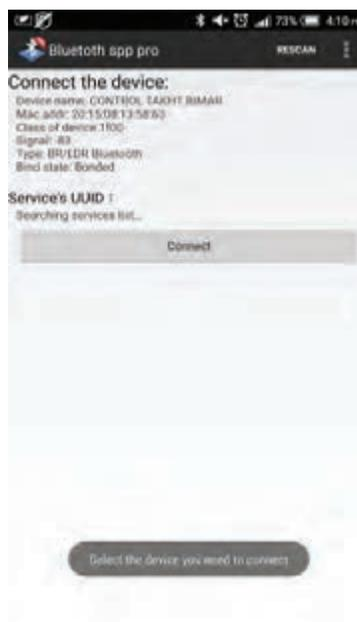 73% 4:10
Bluetoth spp pro RESCAN
Connect the device:
Device name: CONTROL TAKHT BIMAR
Mac addr: 20:15:08:13:58:63
Class of device: 1f00
Signal: -83
Type: BR/EDR Bluetooth
Bind state: Bonded
Service's UUID :
Searching services list...
Connect
Select the device you need to connect